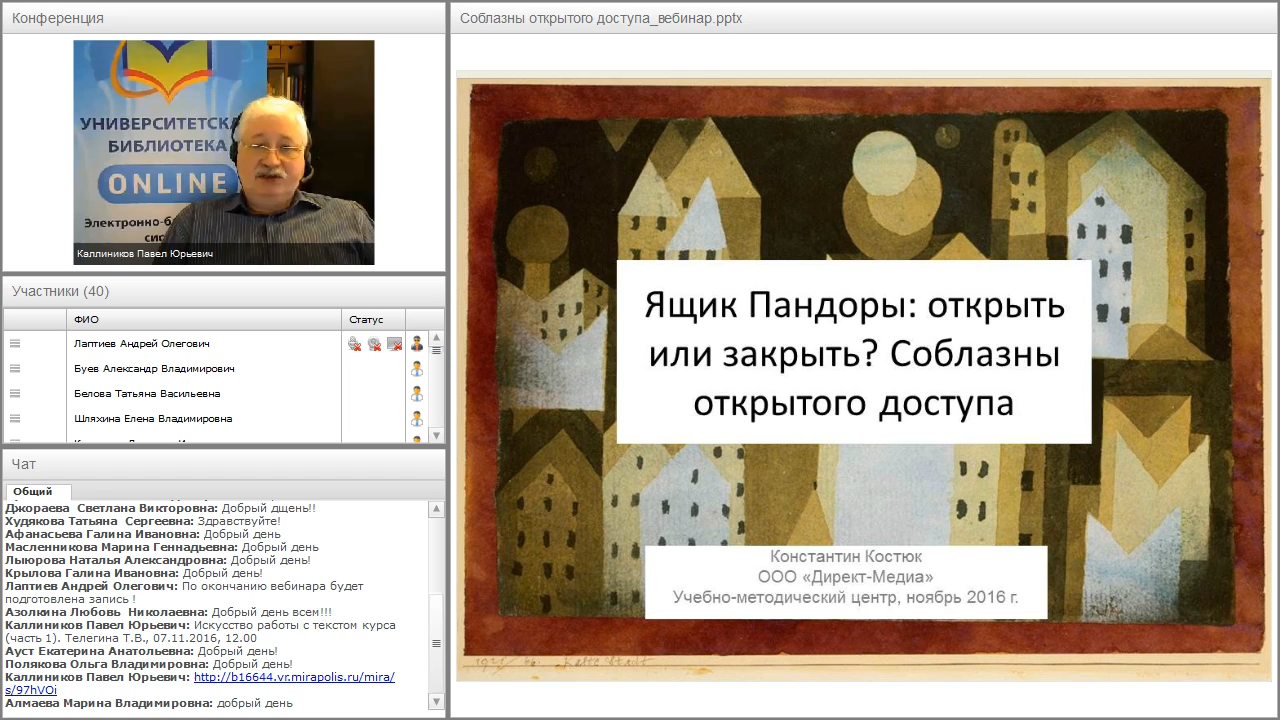 Конференция
УНИВЕРСИТЕТСКА
БИБЛИОТЕКА
ONLINE
Каллиников Павел Юрьевич
Участники (40)
ФИО Статус
Лаптиев Андрей Олегович
Буев Александр Владимирович
Белова Татьяна Васильевна
Шляхина Елена Владимировна
Чат
Общий
Джораева Светлана Викторовна: Добрый дщень!!
Худякова Татьяна Сергеевна: Здравствуйте!
Афанасьева Галина Ивановна: Добрый день
Масленникова Марина Геннадьевна: Добрый день
Лыюрова Наталья Александровна: Добрый день!
Крылова Галина Ивановна: Добрый день!
Лаптиев Андрей Олегович: По окончанию вебинара будет
подготовлена запись !
Азолкина Любовь Николаевна: Добрый день всем!!!
Каллиников Павел Юрьевич: Искусство работы с текстом курса
(часть 1). Телегина Т.В., 07.11.2016, 12.00
Ауст Екатерина Анатольевна: Добрый день!
Полякова Ольга Владимировна: Добрый день!
Каллиников Павел Юрьевич: http://b16644.vr.mirapolis.ru/mira/
s/97hVOi
Алмаева Марина Владимировна: добрый день
Соблазны открытого доступа_вебинар.pptx
Ящик Пандоры: открыть
или закрыть? Соблазны
открытого доступа
Константин Костюк
ООО «Директ-Медиа»
Учебно-методический центр, ноябрь 2016 г.